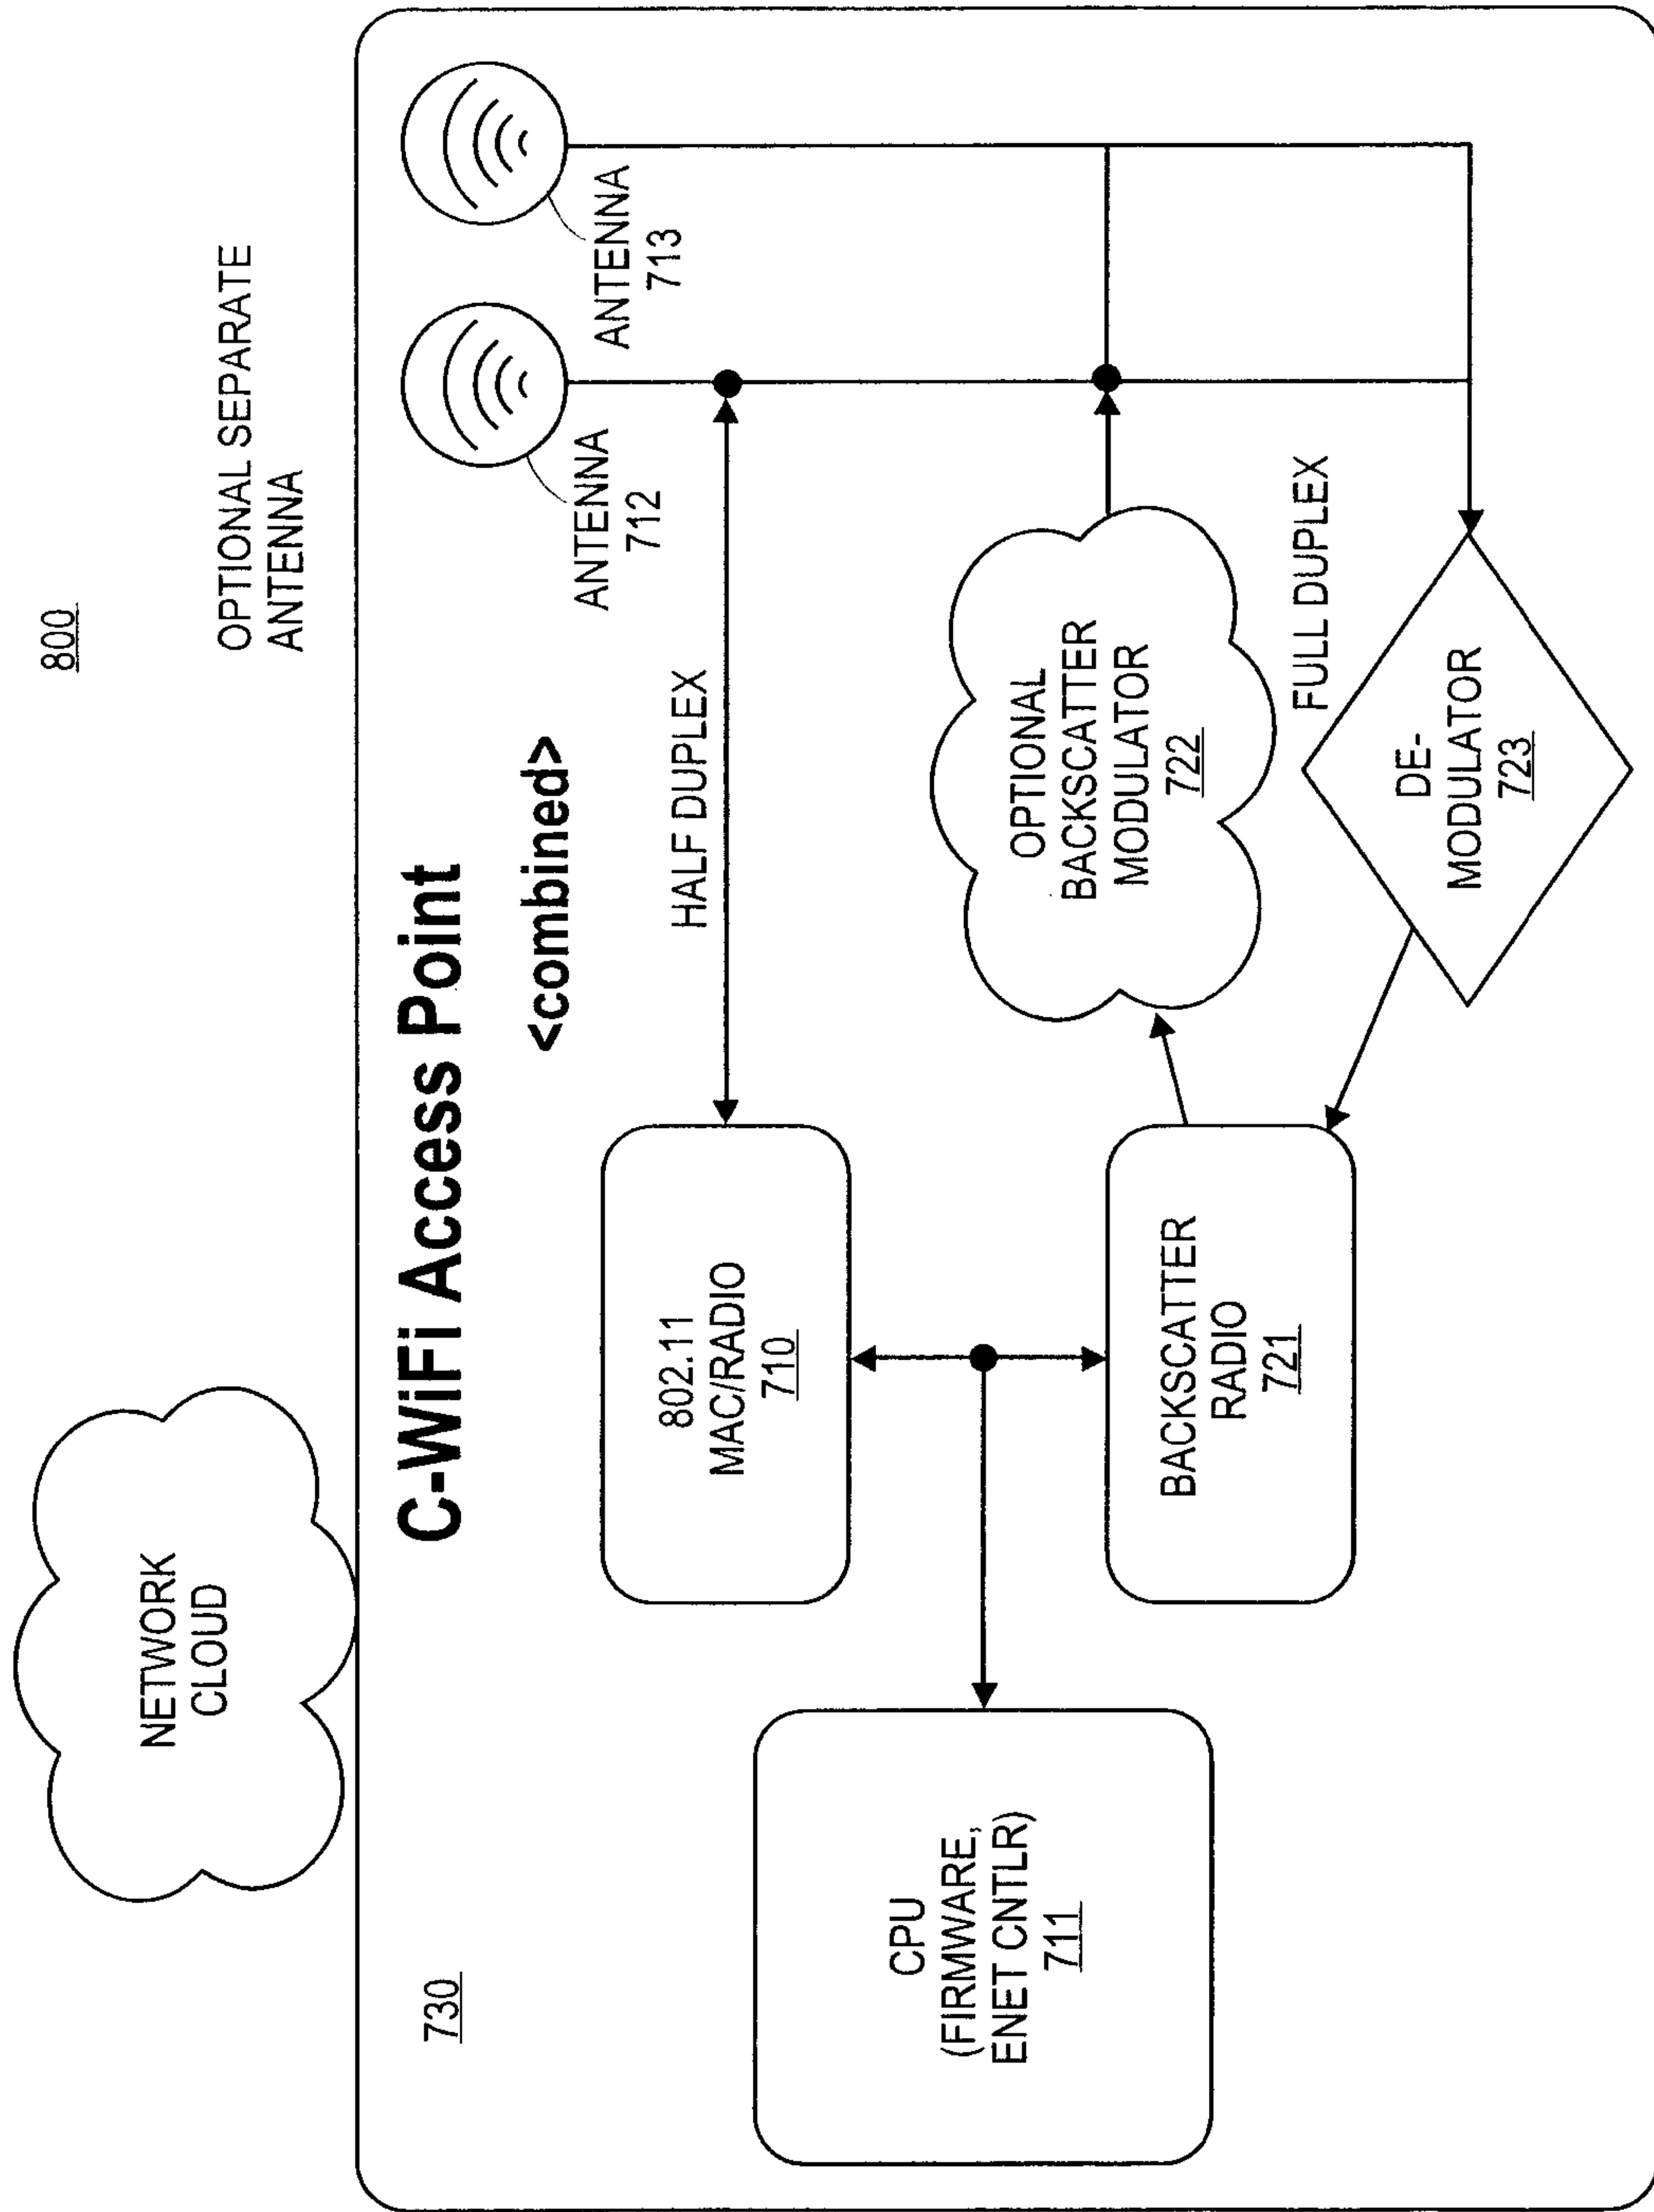 800
NETWORK
CLOUD
OPTIONAL SEPARATE
ANTENNA
730
C-WiFi Access Point
<combined>
ANTENNA
712
ANTENNA
713
HALF DUPLEX
802.11
MAC/RADIO
710
CPU
(FIRMWARE,
ENET CNTLR)
711
OPTIONAL
BACKSCATTER
MODULATOR
722
BACKSCATTER
RADIO
721
FULL DUPLEX
DE-
MODULATOR
723